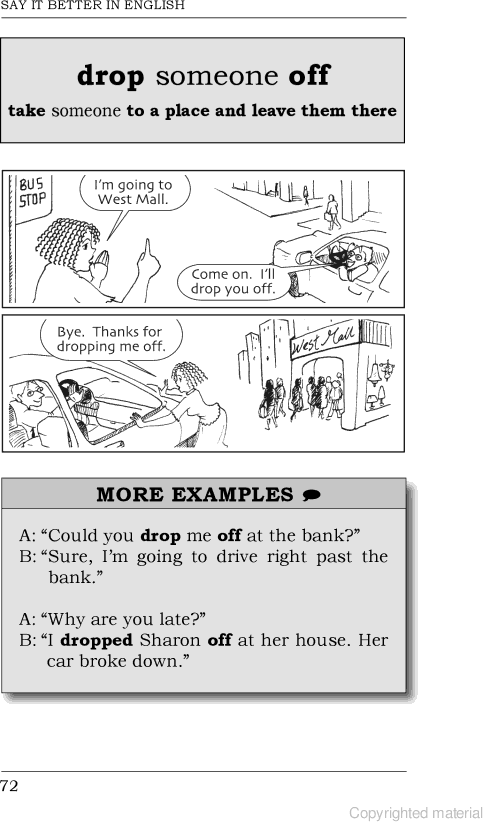 SAY IT BETTER IN ENGLISH
drop someone off
take someone to a place and leave them there
BUS
STOP
I'm going to
West Mall.
Come on. I'll
drop you off.
Bye. Thanks for
dropping me off.
West Mall
MORE EXAMPLES
A: “Could you drop me off at the bank?”
B: “Sure, I'm going to drive right past the
bank.”
A: “Why are you late?”
B: “I dropped Sharon off at her house. Her
car broke down.”
72
Copyrighted material